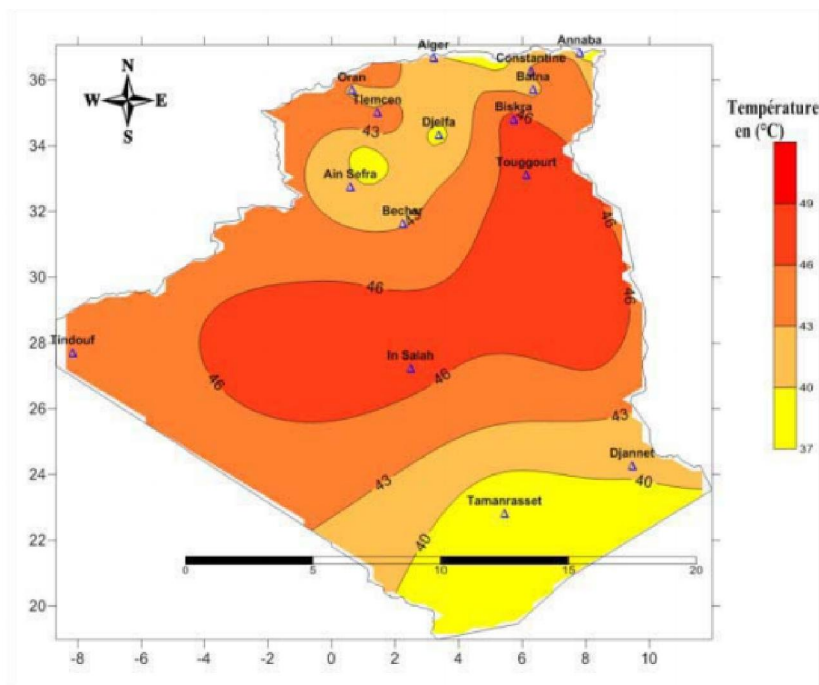 Annaba
Alger
Constantine
Batna
Oran
Tlemcen
Biskra
46
43
Djelfa
N
W E
S
Température
en (°C)
Ain Sefra
Touggourt
Bechar
46
46
46
49
46
43
40
37
Tindouf
In Salah
46
46
43
Djannet
43
40
Tamanrasset
40
0 5 10 15 20
36
34
32
30
28
26
24
22
20
-8 -6 -4 -2 0 2 4 6 8 10